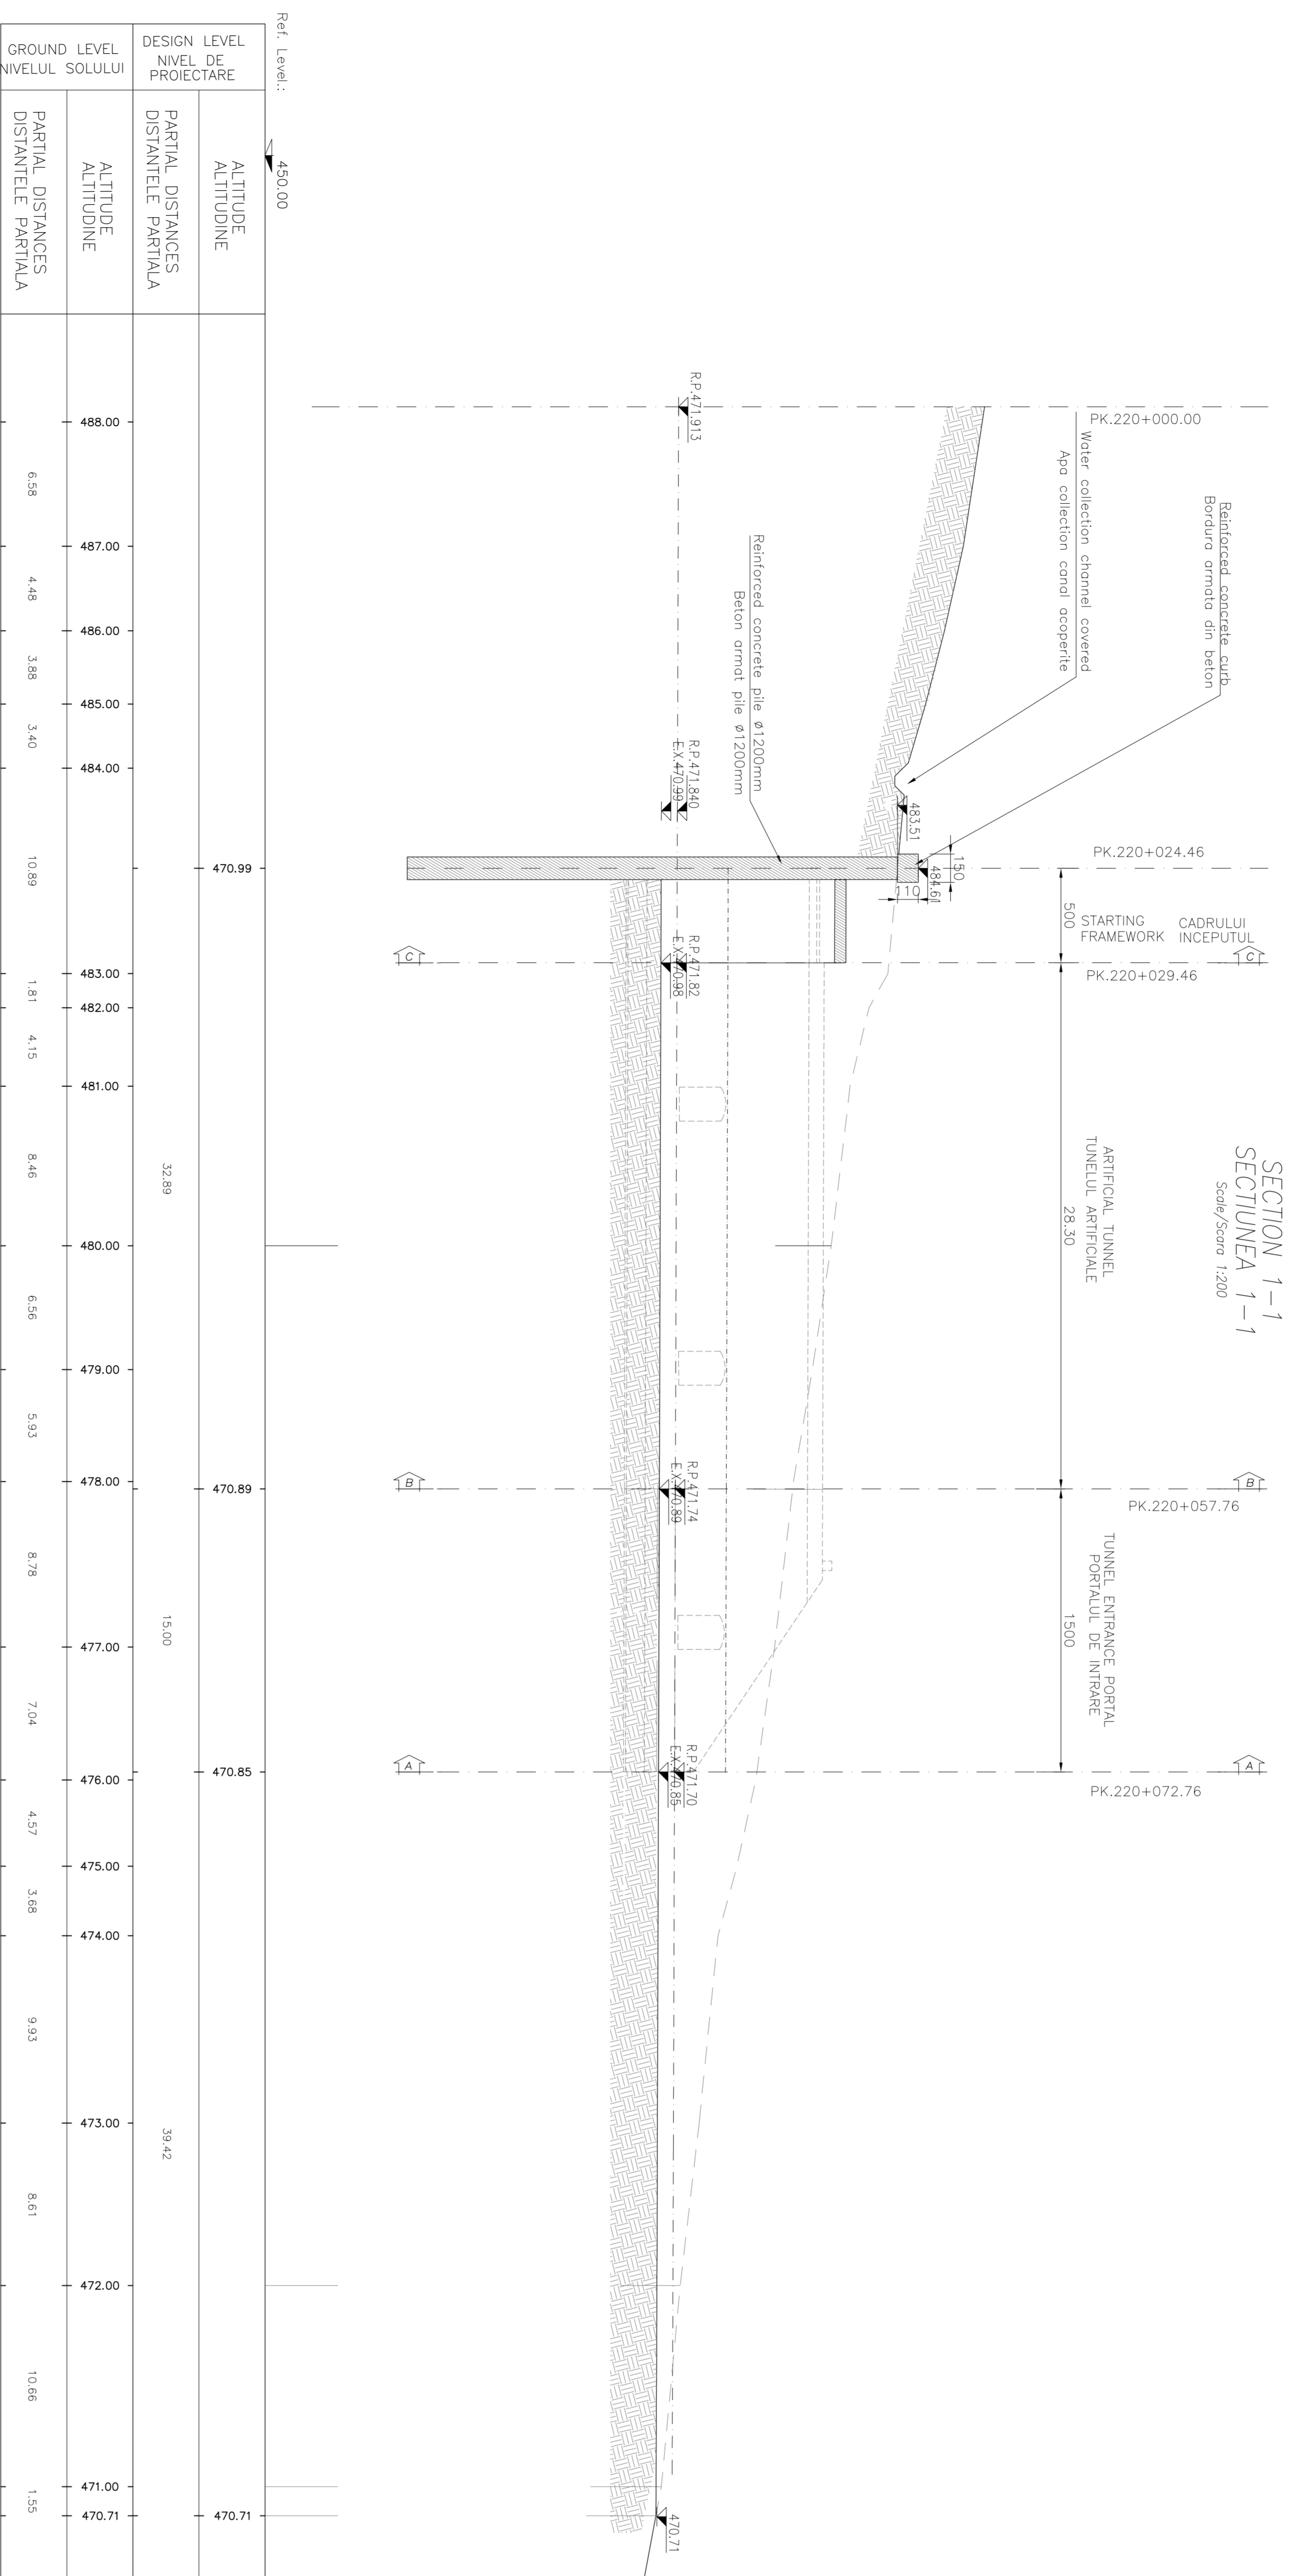 SECTION 1-1
SECTIUNEA 1-1
Scale/Scara 1:200
Reinforced concrete curb
Bordura armata din beton
Water collection channel covered
Apa collection canal acoperite
Reinforced concrete pile Ø1200mm
Beton armat pile Ø1200mm
PK.220+000.00
PK.220+024.46
PK.220+029.46
PK.220+057.76
PK.220+072.76
STARTING
FRAMEWORK
CADRULUI
INCEPUTUL
500
ARTIFICIAL TUNNEL
TUNELUL ARTIFICIALE
28.30
TUNNEL ENTRANCE PORTAL
PORTALUL DE INTRARE
1500
C
B
A
C
B
A
150
110
484.61
483.51
R.P.471.913
R.P.471.840
E.X.470.99
R.P.471.82
E.X.470.98
R.P.471.74
E.X.470.89
R.P.471.70
E.X.470.85
470.71
Ref. Level.:
450.00
DESIGN LEVEL
NIVEL DE
PROIECTARE
ALTITUDE
ALTITUDINE
470.99
470.89
470.85
470.71
PARTIAL DISTANCES
DISTANTELE PARTIALA
32.89
15.00
39.42
GROUND LEVEL
NIVELUL SOLULUI
ALTITUDE
ALTITUDINE
488.00
487.00
486.00
485.00
484.00
483.00
482.00
481.00
480.00
479.00
478.00
477.00
476.00
475.00
474.00
473.00
472.00
471.00
470.71
PARTIAL DISTANCES
DISTANTELE PARTIALA
6.58
4.48
3.88
3.40
10.89
1.81
4.15
8.46
6.56
5.93
8.78
7.04
4.57
3.68
9.93
8.61
10.66
1.55